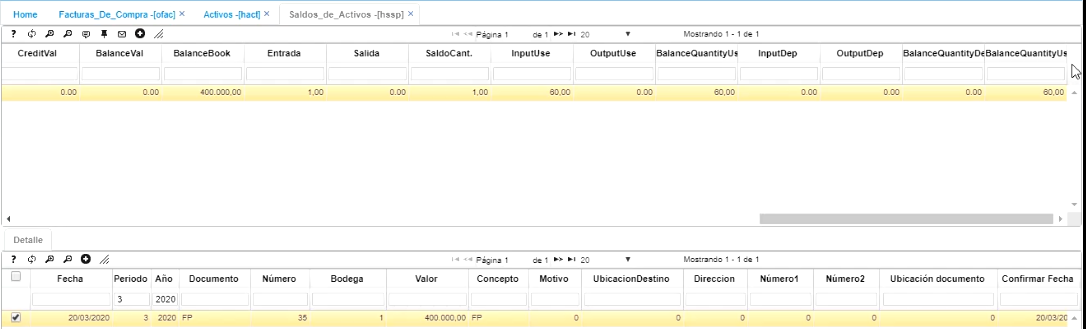 Home Facturas_De_Compra -[ofac] × Activos -[hacf] × Saldos_de_Activos -[hssp] ×
? Página 1 de 1 20 ▼ Mostrando 1 - 1 de 1
CreditVal BalanceVal BalanceBook Entrada Salida SaldoCant. InputUse OutputUse BalanceQuantityUs InputDep OutputDep BalanceQuantityDe BalanceQuantityUs
0.00 0.00 400.000,00 1,00 0.00 1,00 60,00 0.00 60,00 0.00 0.00 0.00 60,00
Detalle
? Página 1 de 1 20 ▼ Mostrando 1 - 1 de 1
Fecha Periodo Año Documento Número Bodega Valor Concepto Motivo UbicacionDestino Direccion Número1 Número2 Ubicación documento Confirmar Fecha
3 2020
20/03/2020 3 2020 FP 35 1 400.000,00 FP 0 0 0 0 0 0 20/03/20